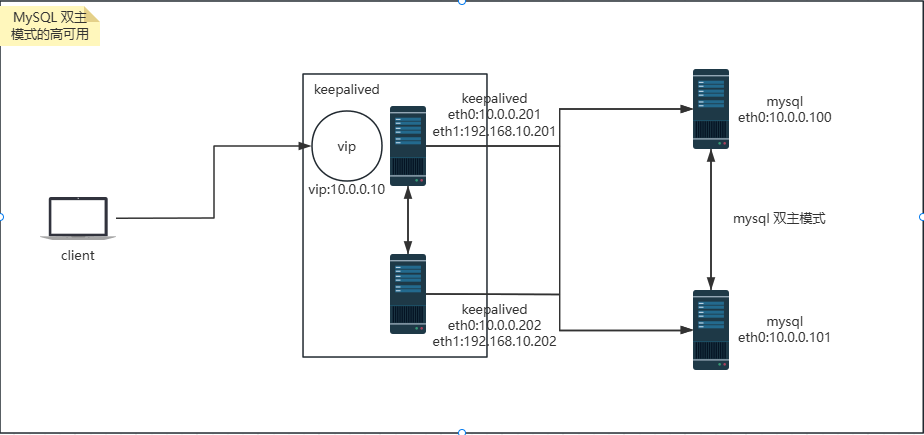 MySQL 双主
模式的高可用
keepalived
vip
vip:10.0.0.10
keepalived
eth0:10.0.0.201
eth1:192.168.10.201
mysql
eth0:10.0.0.100
client
mysql 双主模式
keepalived
eth0:10.0.0.202
eth1:192.168.10.202
mysql
eth0:10.0.0.101